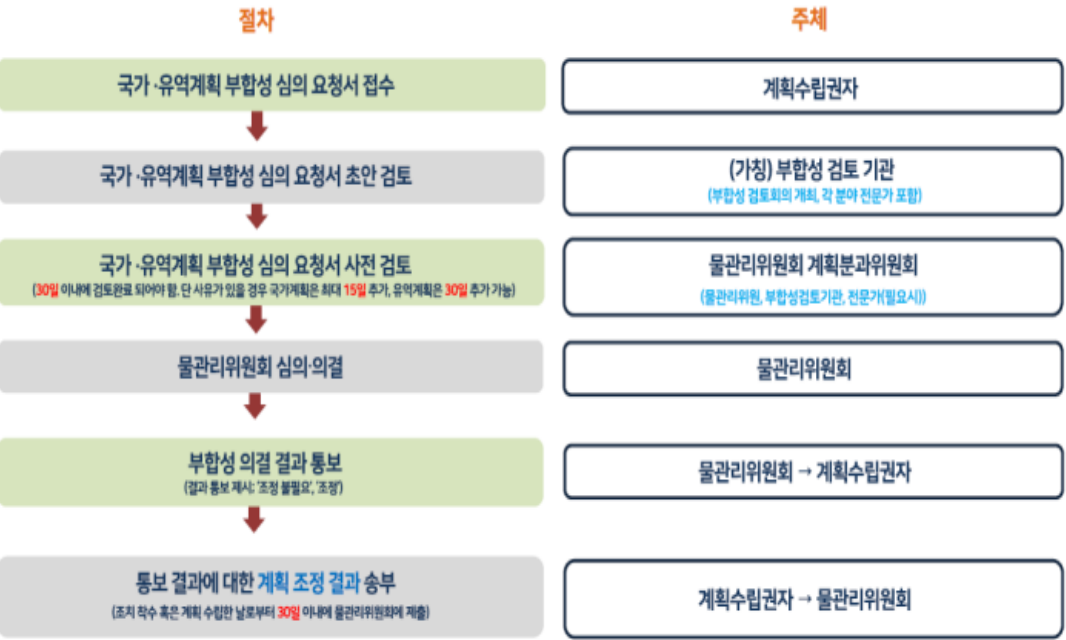 절차
주체
국가·유역계획 부합성 심의 요청서 접수
계획수립권자
국가·유역계획 부합성 심의 요청서 초안 검토
(가칭) 부합성 검토 기관
(부합성 검토회의 개최, 각 분야 전문가 포함)
국가·유역계획 부합성 심의 요청서 사전 검토
(30일 이내에 검토완료 되어야 함. 단 사유가 있을 경우 국가계획은 최대 15일 추가, 유역계획은 30일 추가 가능)
물관리위원회 계획분과위원회
(물관리위원, 부합성검토기관, 전문가(필요시))
물관리위원회 심의·의결
물관리위원회
부합성 의결 결과 통보
(결과 통보 제시; '조정 불필요', '조정')
물관리위원회 → 계획수립권자
통보 결과에 대한 계획 조정 결과 송부
(조치 착수 혹은 계획 수립한 날로부터 30일 이내에 물관리위원회에 제출)
계획수립권자 → 물관리위원회